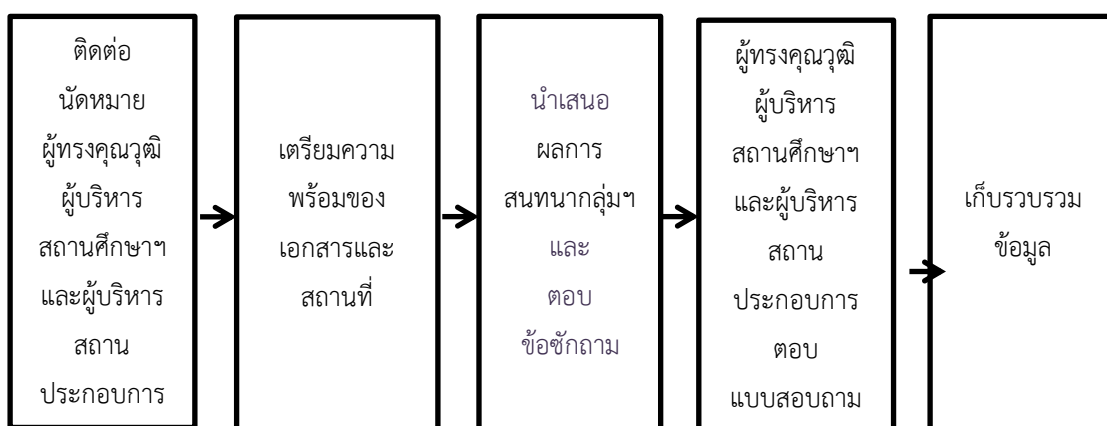 ติดต่อ
นัดหมาย
ผู้ทรงคุณวุฒิ
ผู้บริหาร
สถานศึกษาฯ
และผู้บริหาร
สถาน
ประกอบการ
เตรียมความ
พร้อมของ
เอกสารและ
สถานที่
นำเสนอ
ผลการ
สนทนากลุ่มฯ
และ
ตอบ
ข้อซักถาม
ผู้ทรงคุณวุฒิ
ผู้บริหาร
สถานศึกษาฯ
และผู้บริหาร
สถาน
ประกอบการ
ตอบ
แบบสอบถาม
เก็บรวบรวม
ข้อมูล